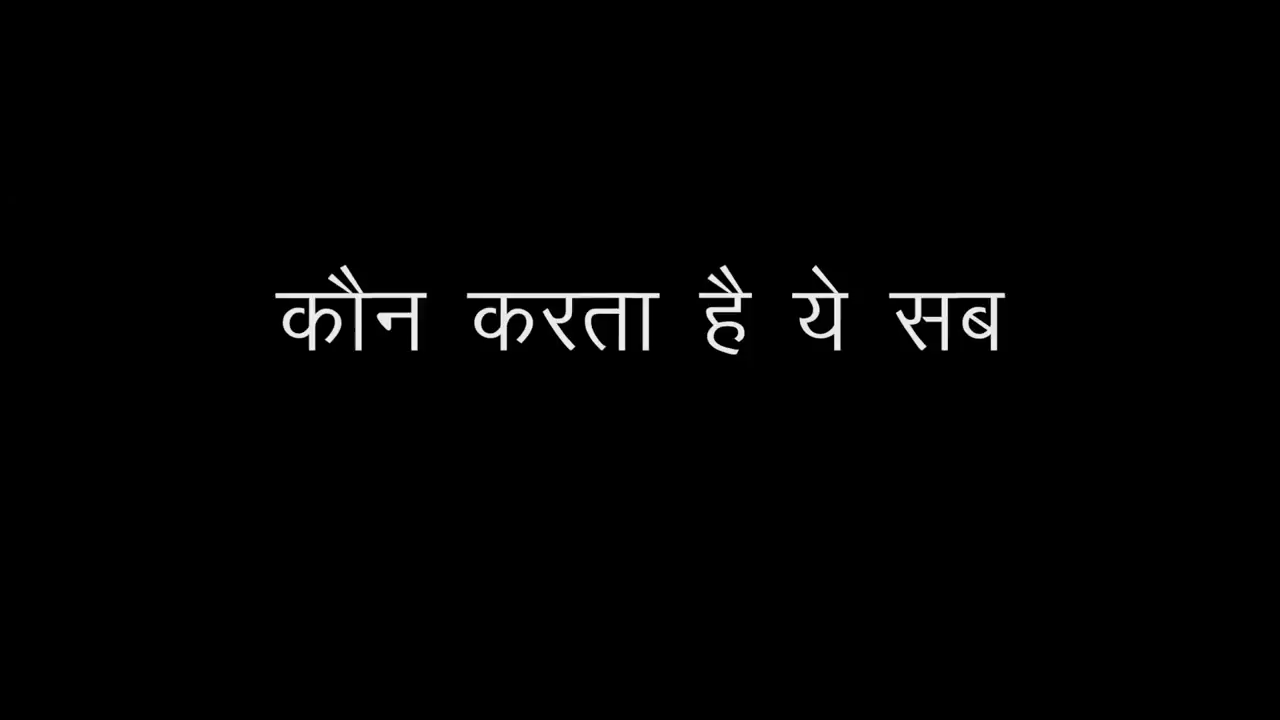 कौन करता है ये सब